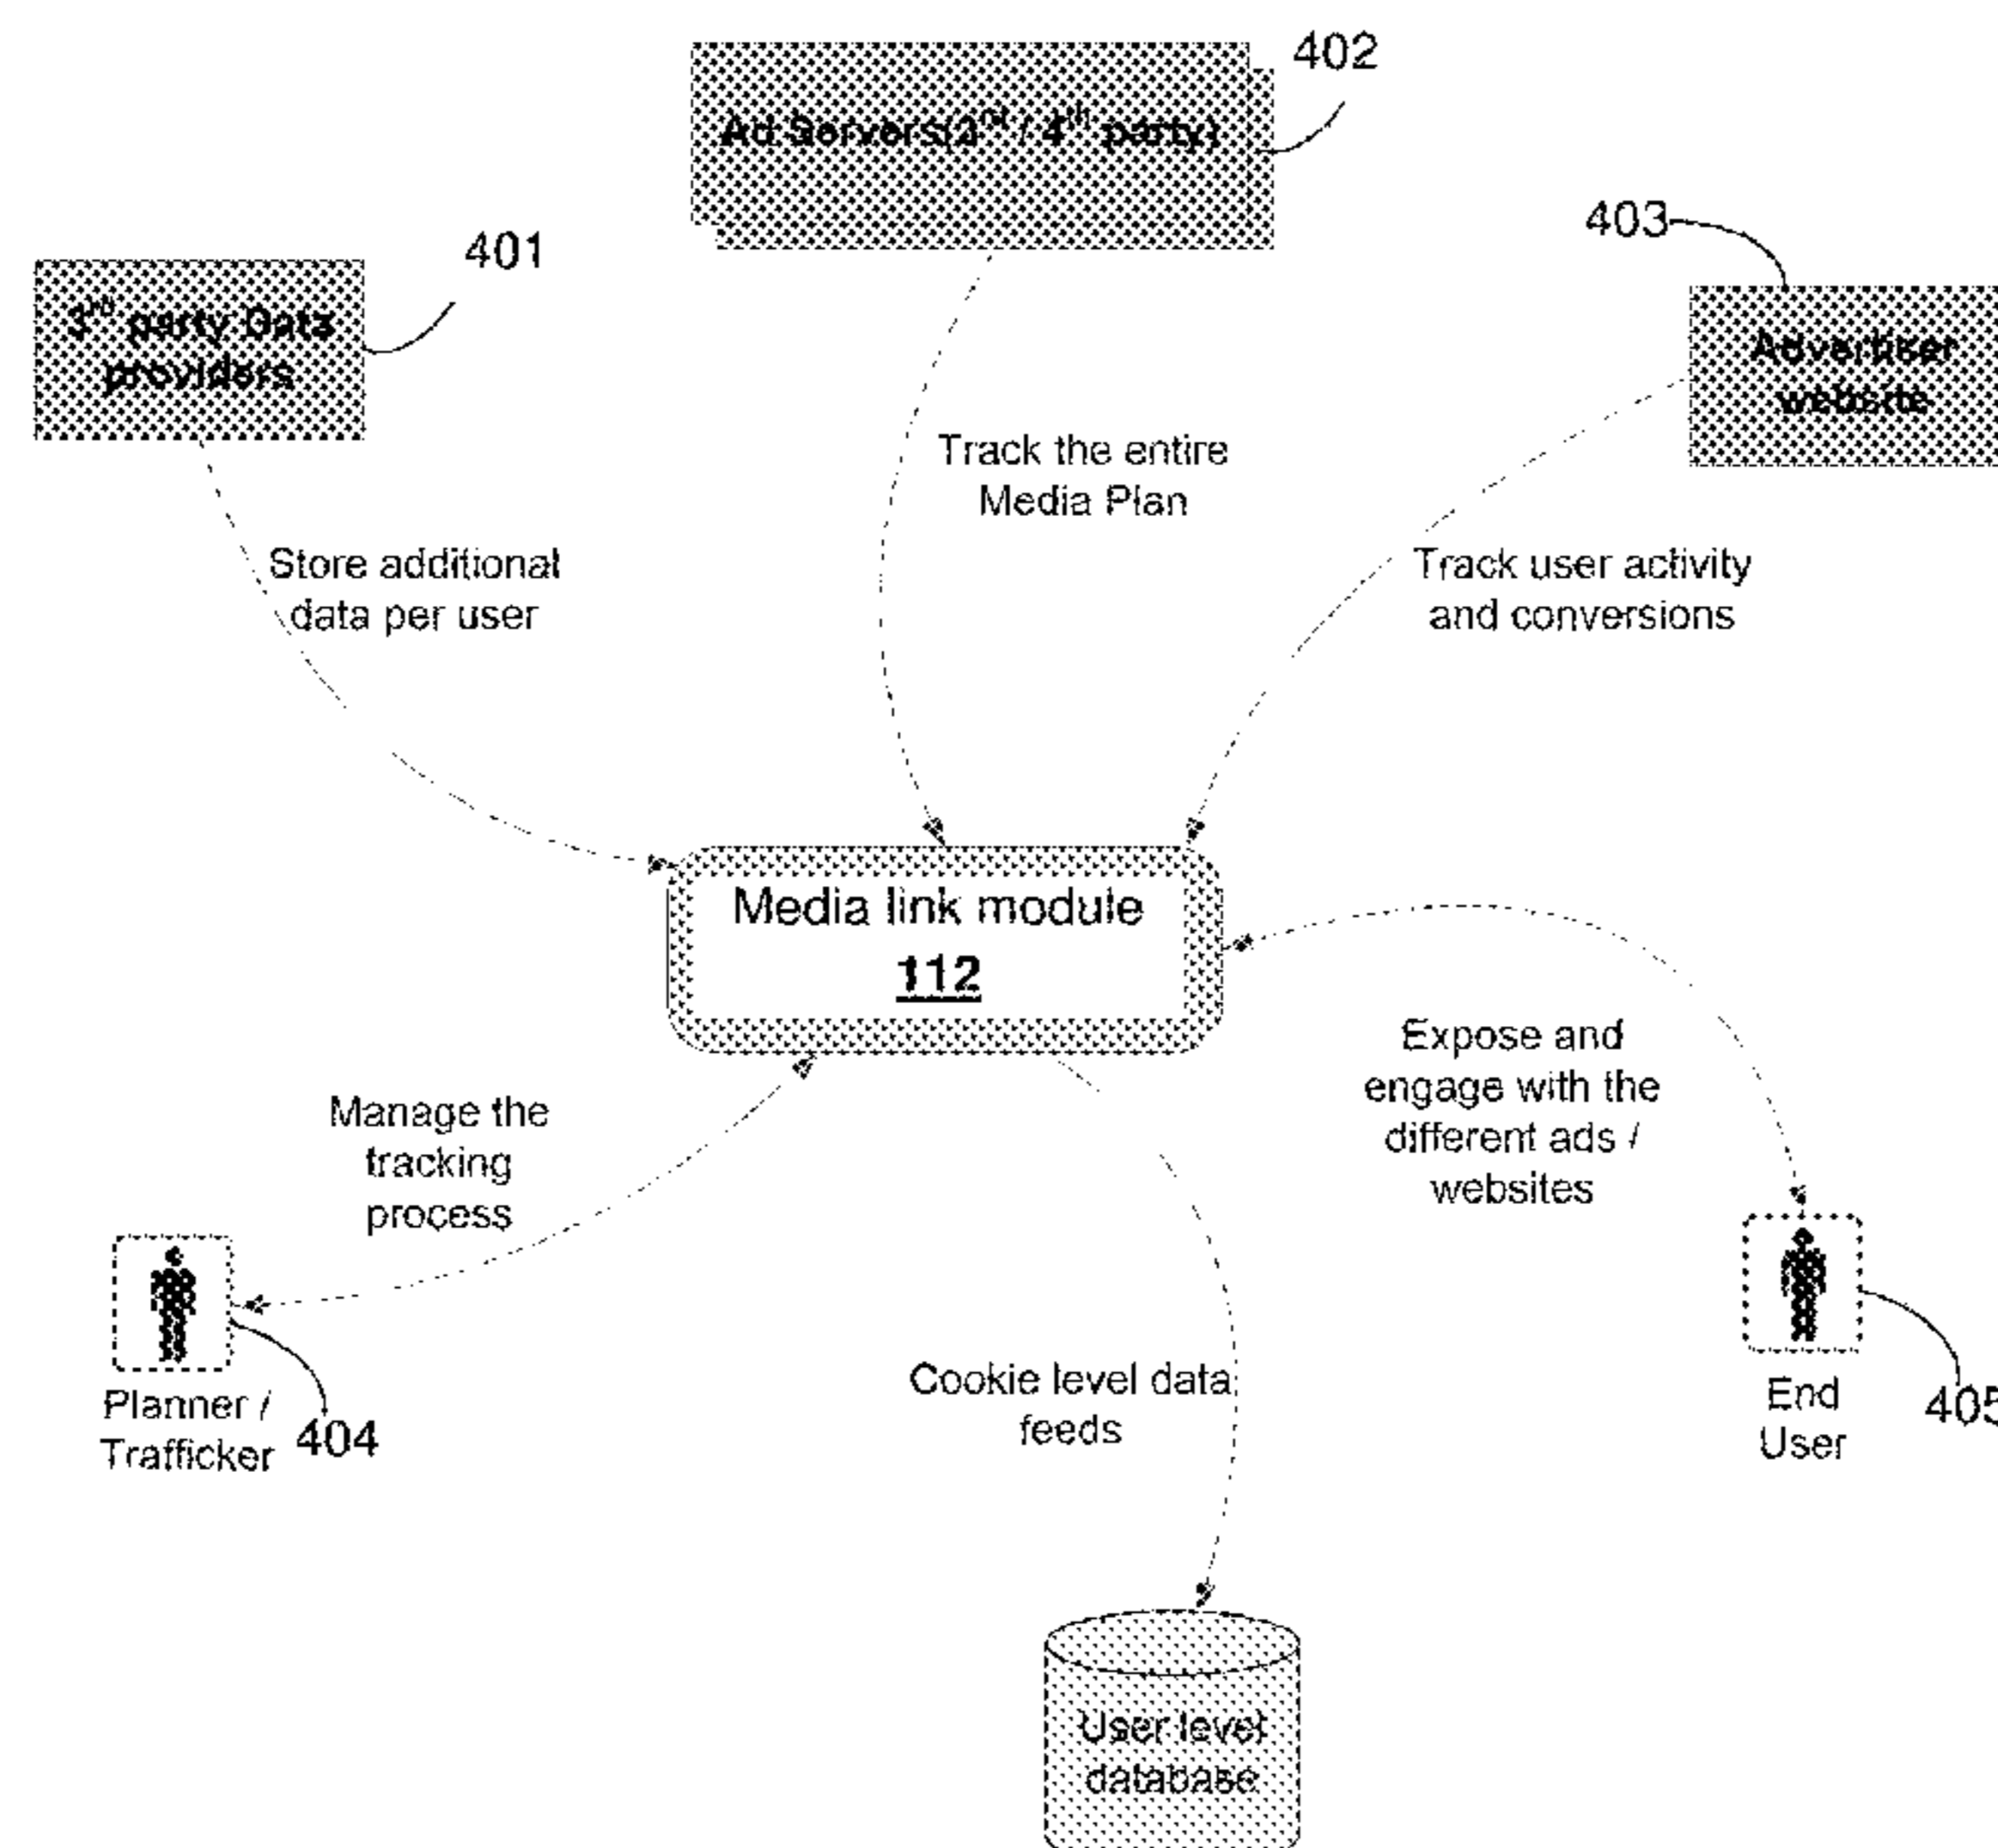 402
Ad Servers(3rd / 4th party)
403
401
3rd party Data
providers
Advertiser
website
Track the entire
Media Plan
Store additional
data per user
Track user activity
and conversions
Media link module
112
Expose and
engage with the
different ads /
websites
Manage the
tracking
process
Planner /
Trafficker
404
Cookie level data
feeds
End
User
405
User level
database